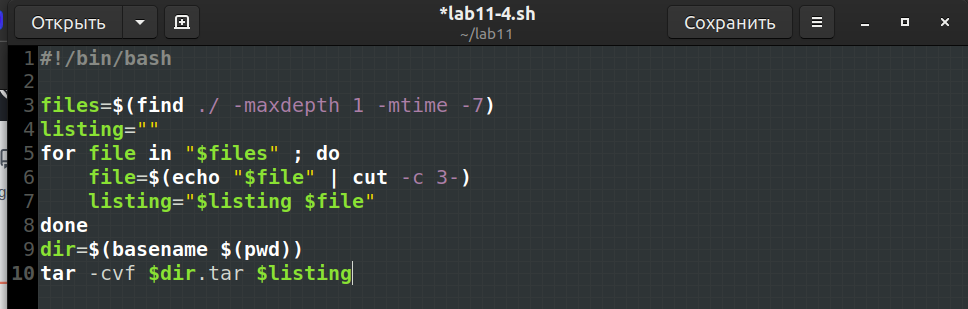 Открыть
*lab11-4.sh
~/lab11
Сохранить
1 #!/bin/bash
2
3 files=$(find ./ -maxdepth 1 -mtime -7)
4 listing=""
5 for file in "$files" ; do
6     file=$(echo "$file" | cut -c 3-)
7     listing="$listing $file"
8 done
9 dir=$(basename $(pwd))
10 tar -cvf $dir.tar $listing